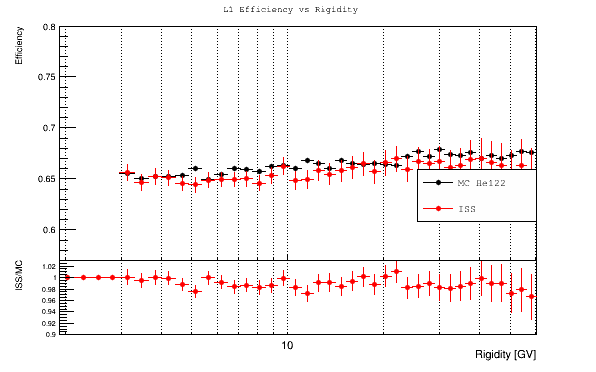 L1 Efficiency vs Rigidity
Efficiency
0.8
0.75
0.7
0.65
0.6
MC He122
ISS
ISS/MC
1.02
1
0.98
0.96
0.94
0.92
0.9
10
Rigidity [GV]